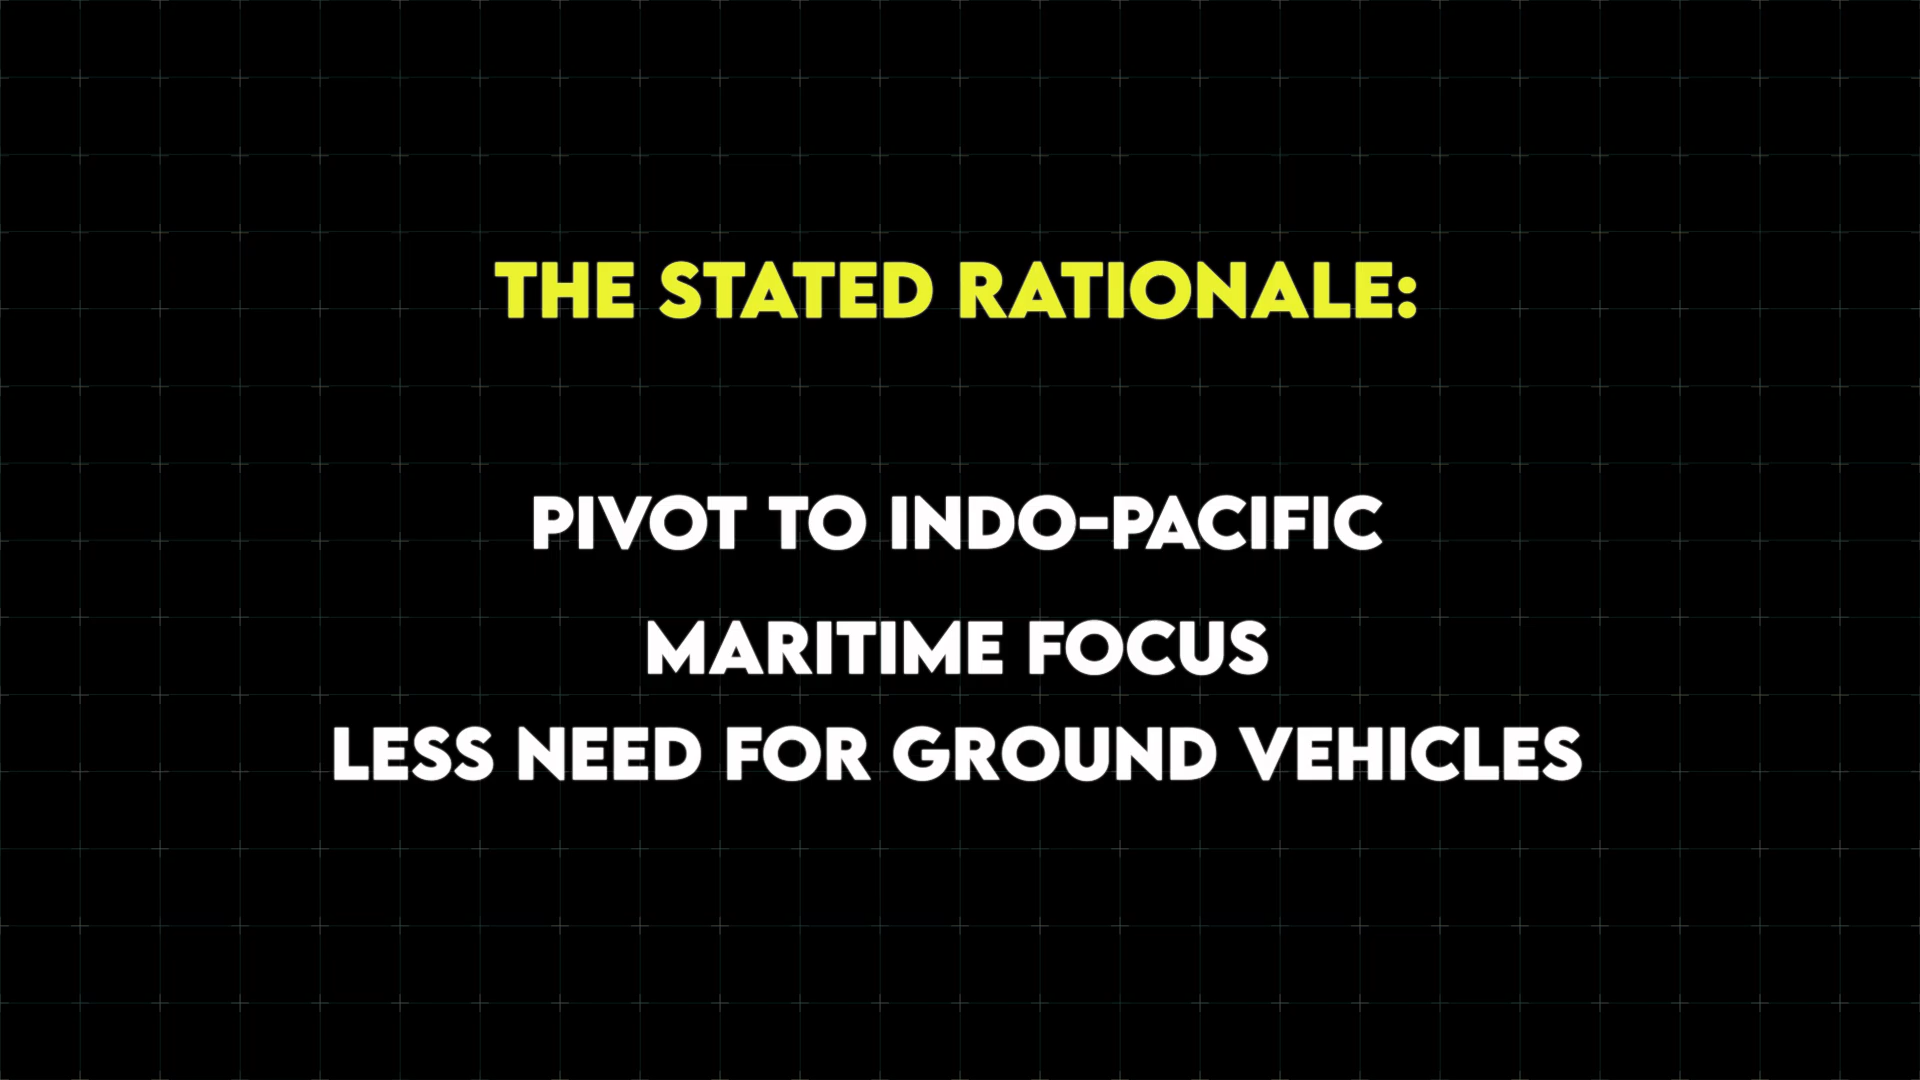 THE STATED RATIONALE:
PIVOT TO INDO-PACIFIC
MARITIME FOCUS
LESS NEED FOR GROUND VEHICLES